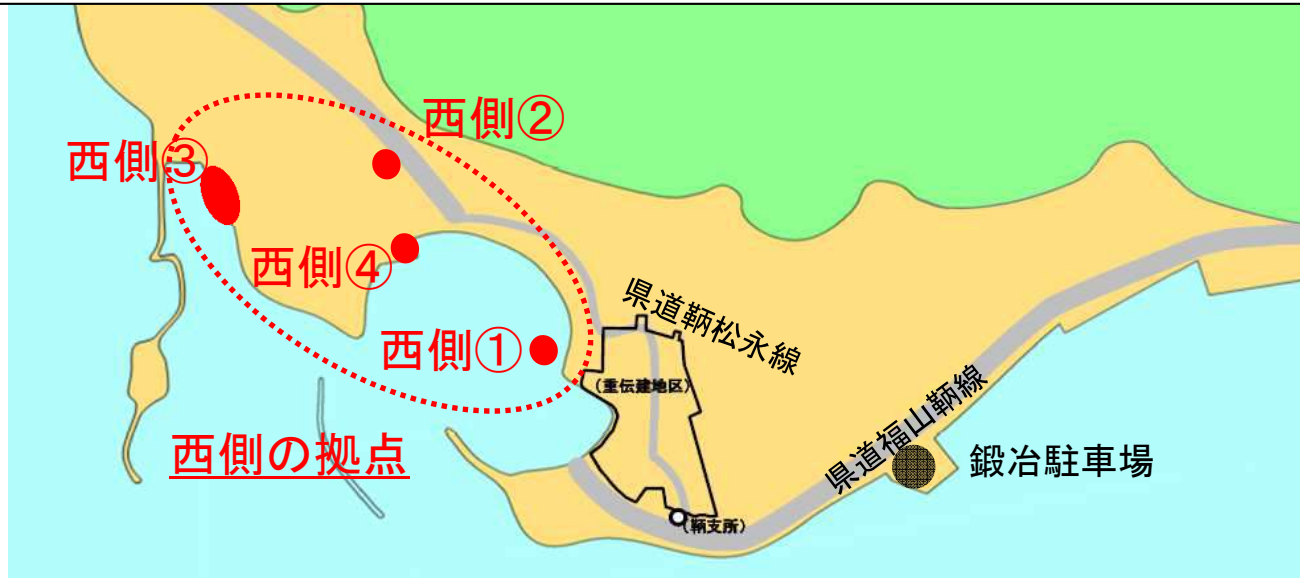 西側②
西側③
西側④
県道鞆松永線
西側①
(重伝建地区)
県道福山鞆線
西側の拠点
鍛冶駐車場
(鞆支所)